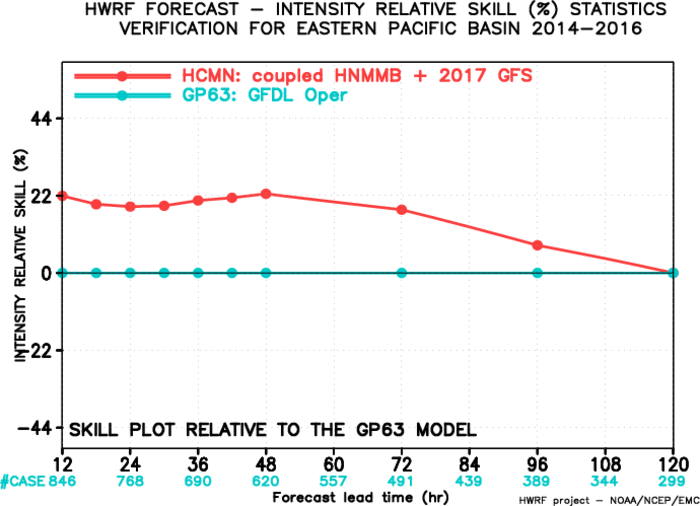 HWRF FORECAST – INTENSITY RELATIVE SKILL (%) STATISTICS
VERIFICATION FOR EASTERN PACIFIC BASIN 2014–2016
HCMN: coupled HNMMB + 2017 GFS
GP63: GFDL Oper
INTENSITY RELATIVE SKILL (%)
44
22
0
–22
–44
SKILL PLOT RELATIVE TO THE GP63 MODEL
12 24 36 48 60 72 84 96 108 120
#CASE 846 768 690 620 557 491 439 389 344 299
Forecast lead time (hr)
HWRF project – NOAA/NCEP/EMC